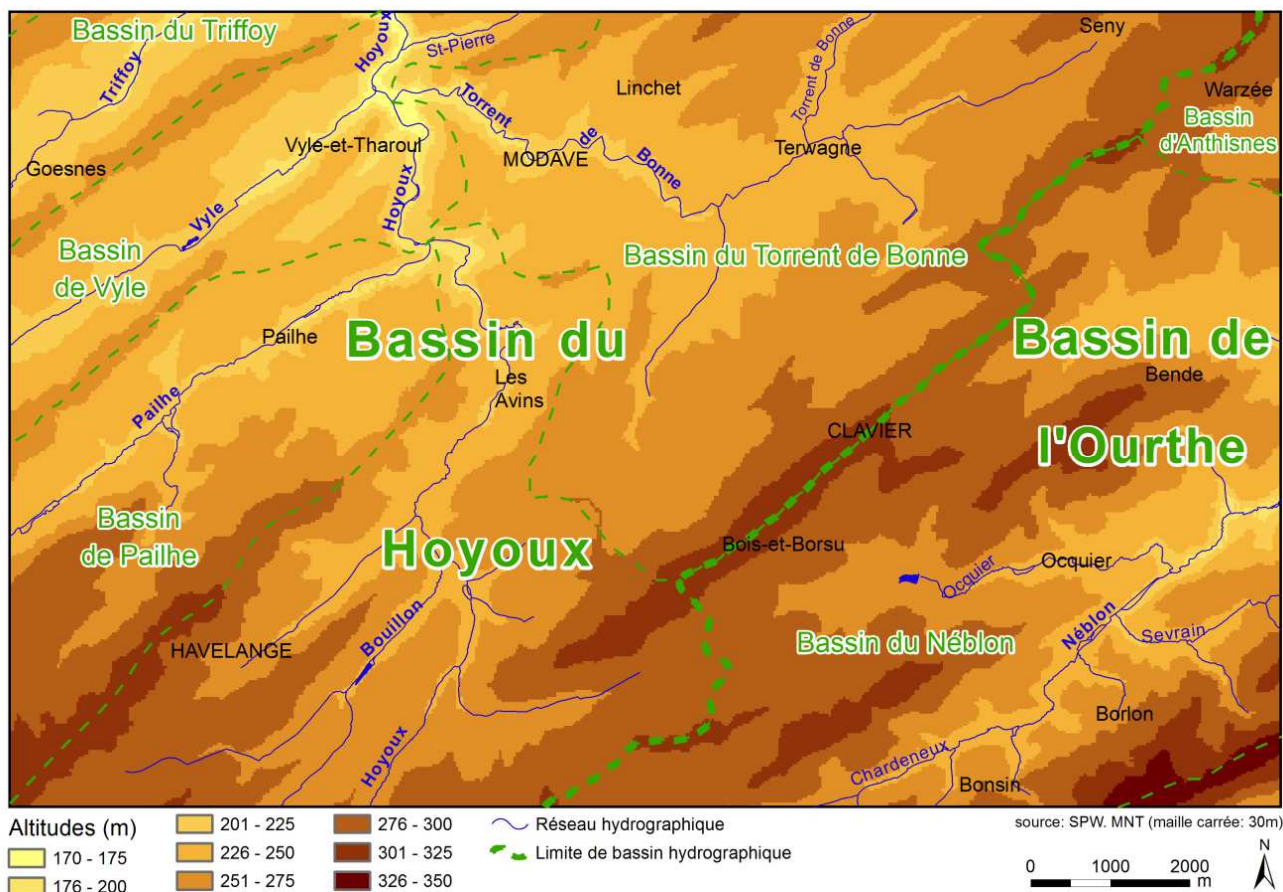 Bassin du Triffoy
Hoyoux
St-Pierre
Triffoy
Torrent
de
Bonne
Linchet
Torrent de Bonne
Seny
Warzée
Bassin
d'Anthisnes
Goesnes
Vyle-et-Tharoul
MODAVE
Terwagne
Hoyoux
Vyle
Bassin
de Vyle
Bassin du Torrent de Bonne
Pailhe
Bassin du
Hoyoux
Bassin de
l'Ourthe
Les
Avins
Bende
Pailhe
CLAVIER
Bassin
de Pailhe
Bois-et-Borsu
Ocquier
Ocquier
HAVELANGE
Bouillon
Bassin du Néblon
Néblon
Sevrain
Borlon
Hoyoux
Chardeneux
Bonsin
Altitudes (m)
170 - 175
176 - 200
201 - 225
226 - 250
251 - 275
276 - 300
301 - 325
326 - 350
Réseau hydrographique
Limite de bassin hydrographique
source: SPW. MNT (maille carrée: 30m)
0 1000 2000
m
N